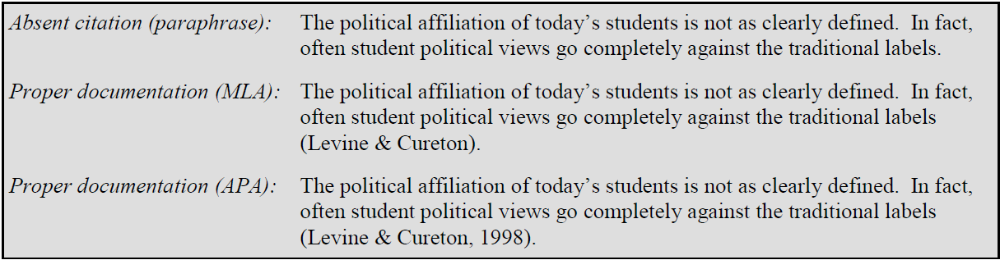 Absent citation (paraphrase): The political affiliation of today’s students is not as clearly defined.  In fact,
often student political views go completely against the traditional labels.
Proper documentation (MLA): The political affiliation of today’s students is not as clearly defined.  In fact,
often student political views go completely against the traditional labels
(Levine & Cureton).
Proper documentation (APA): The political affiliation of today’s students is not as clearly defined.  In fact,
often student political views go completely against the traditional labels
(Levine & Cureton, 1998).